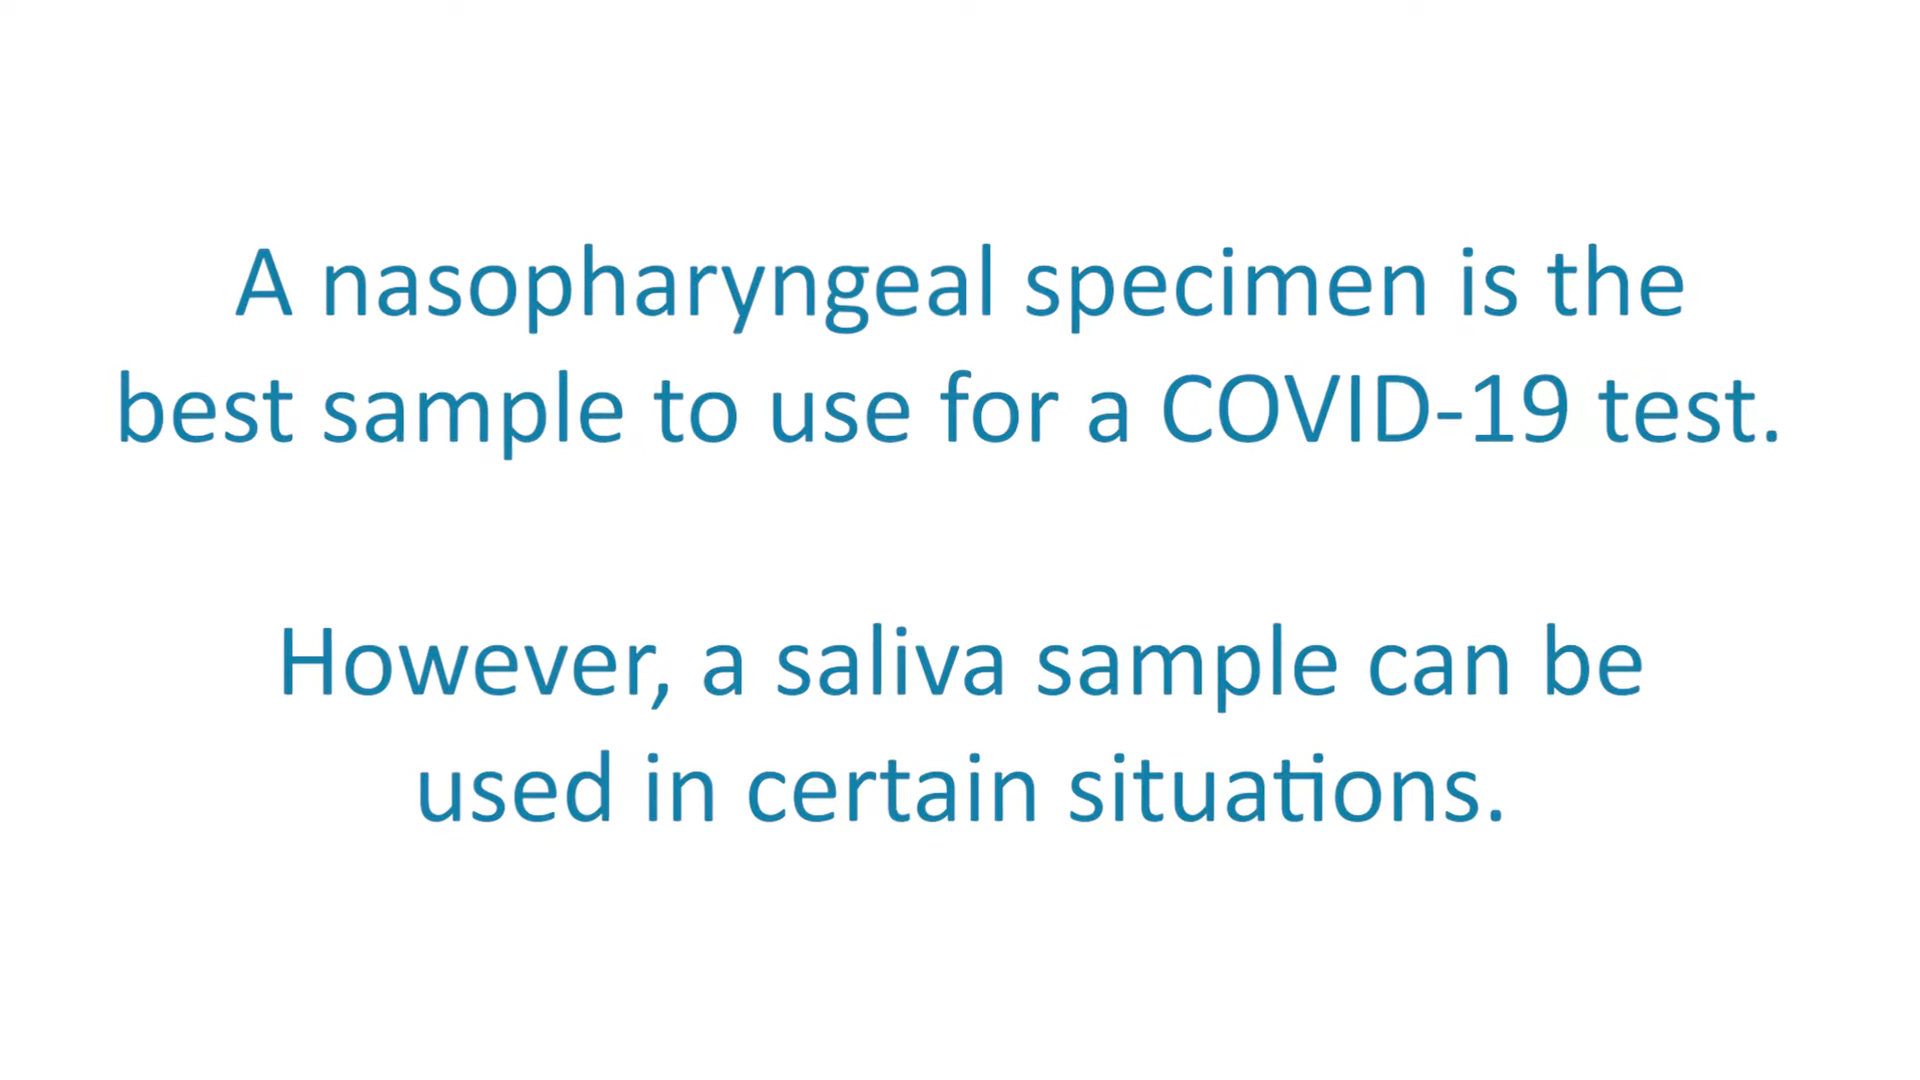 A nasopharyngeal specimen is the
best sample to use for a COVID-19 test.
However, a saliva sample can be
used in certain situations.